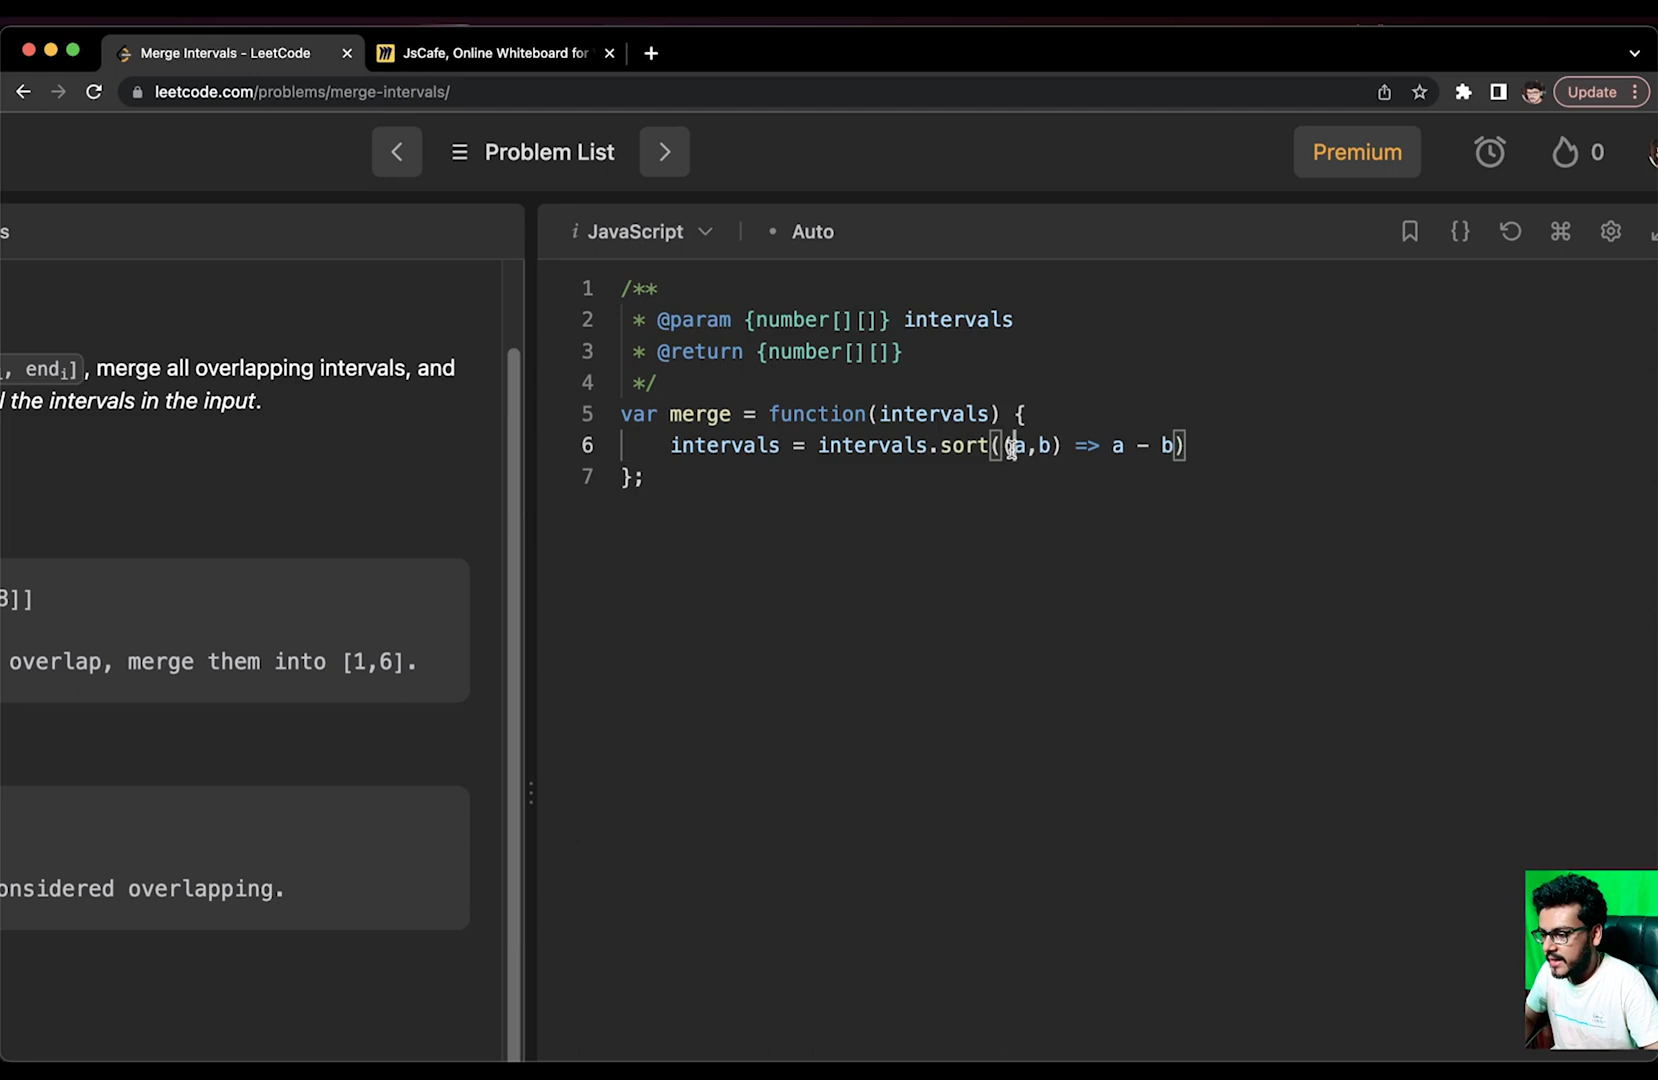 Merge Intervals - LeetCode
JsCafe, Online Whiteboard for
leetcode.com/problems/merge-intervals/
Update
Problem List
Premium
0
s
i JavaScript
• Auto
1 /**
2 * @param {number[][]} intervals
3 * @return {number[][]}
4 */
5 var merge = function(intervals) {
6 intervals = intervals.sort((a,b) => a - b)
7 };
, endi], merge all overlapping intervals, and
the intervals in the input.
8]]
overlap, merge them into [1,6].
onsidered overlapping.